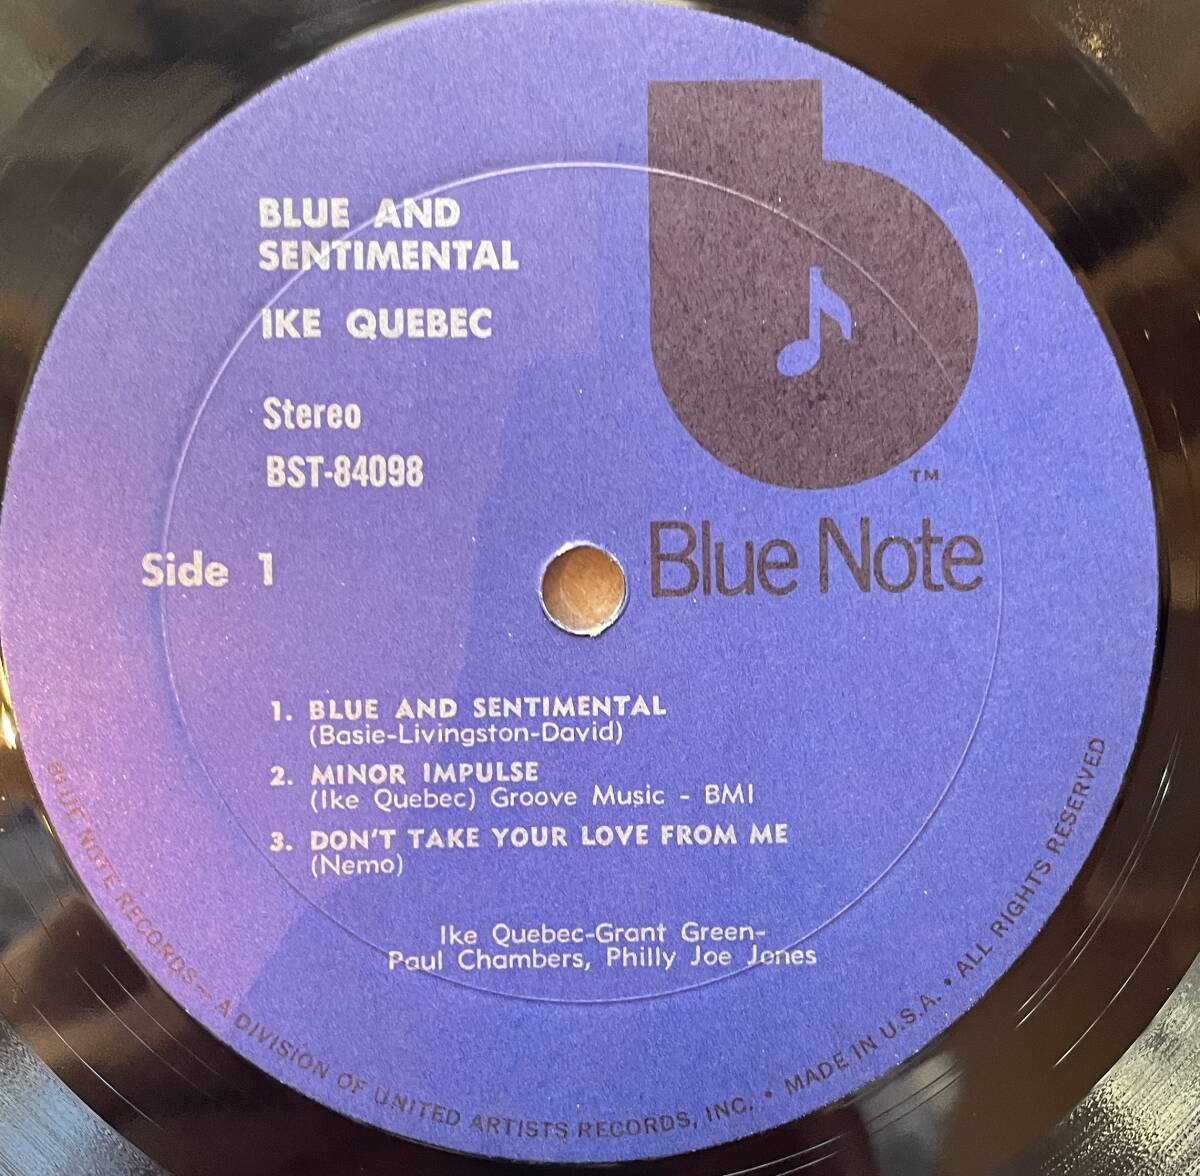 BLUE AND
SENTIMENTAL
IKE QUEBEC
Stereo
BST-84098
Side 1
TM
Blue Note
1. BLUE AND SENTIMENTAL
(Basie-Livingston-David)
2. MINOR IMPULSE
(Ike Quebec) Groove Music - BMI
3. DON'T TAKE YOUR LOVE FROM ME
(Nemo)
Ike Quebec-Grant Green-
Paul Chambers, Philly Joe Jones
BLUE NOTE RECORDS — A DIVISION OF UNITED ARTISTS RECORDS, INC. • MADE IN U.S.A. • ALL RIGHTS RESERVED